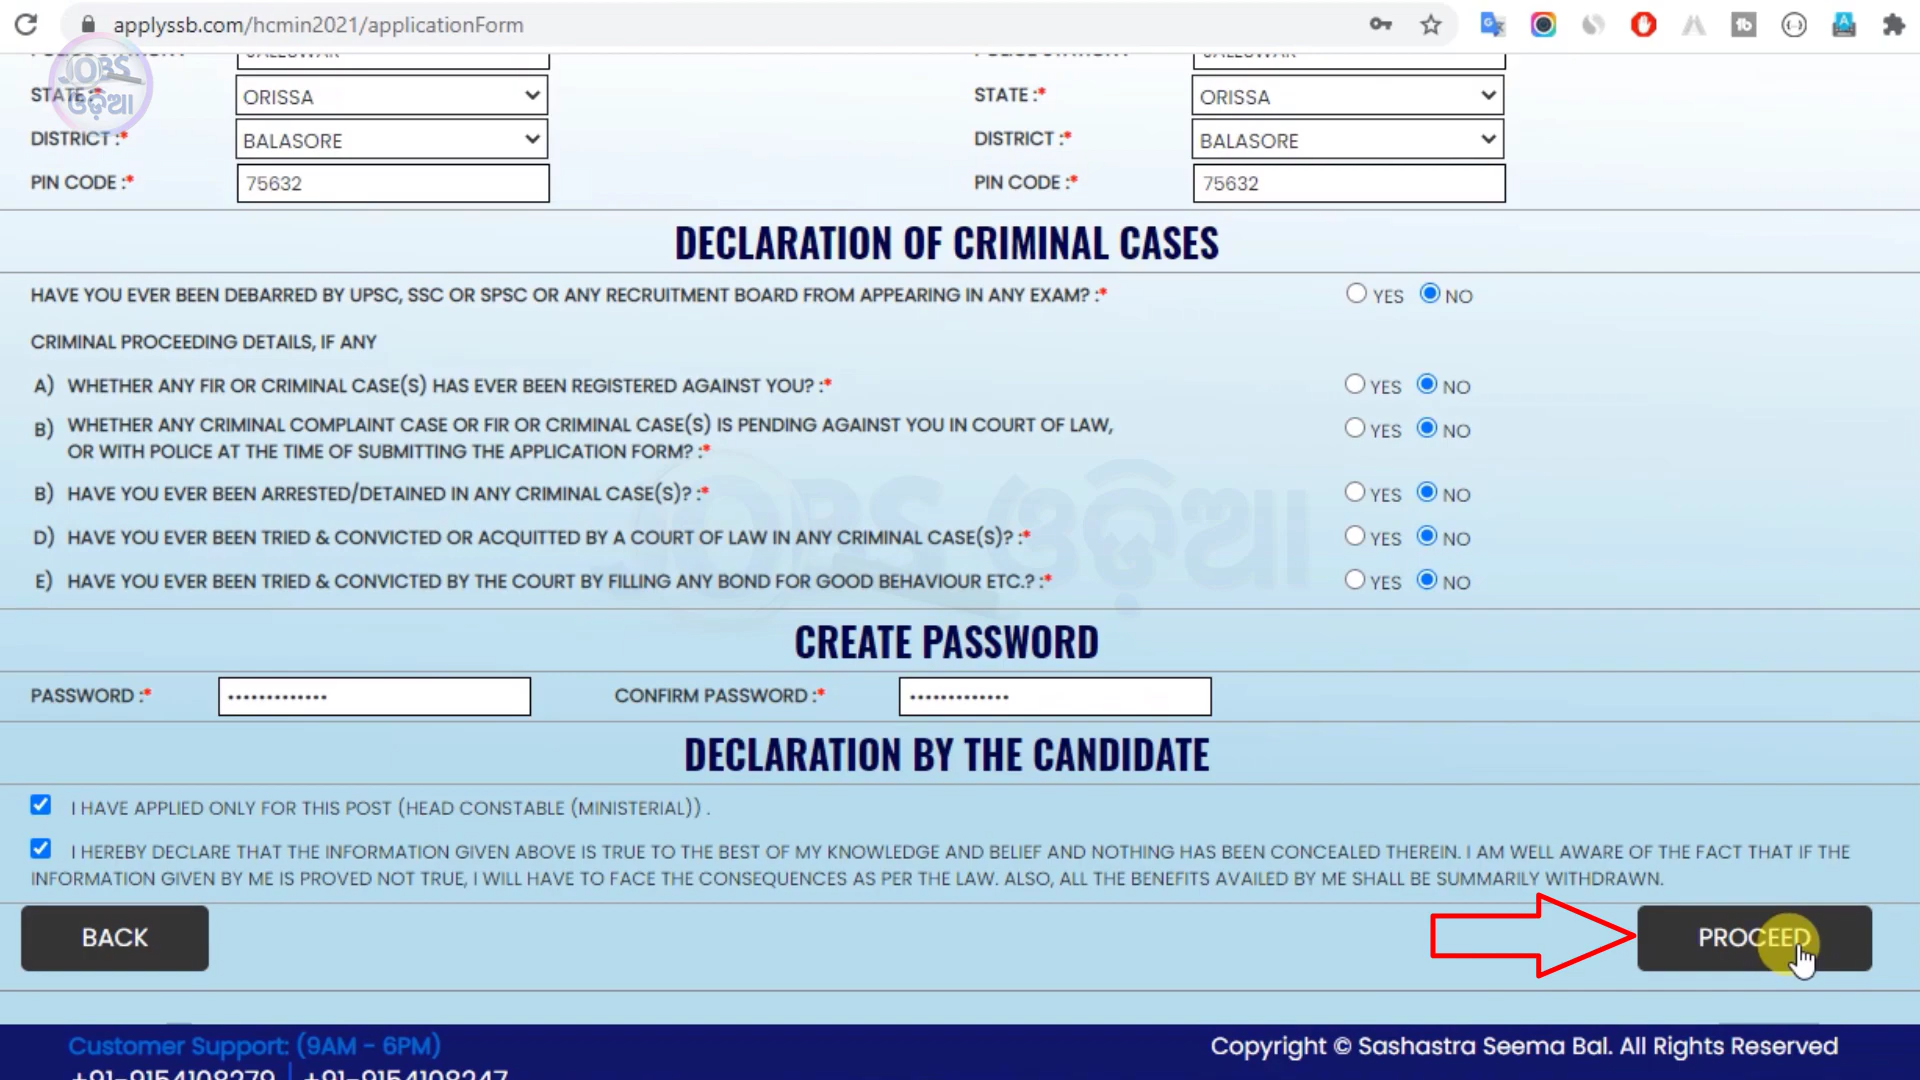 applyssb.com/hcmin2021/applicationForm
JOBS
ଓଡ଼ିଆ
STATE :* ORISSA STATE :* ORISSA
DISTRICT :* BALASORE DISTRICT :* BALASORE
PIN CODE :* 75632 PIN CODE :* 75632
DECLARATION OF CRIMINAL CASES
HAVE YOU EVER BEEN DEBARRED BY UPSC, SSC OR SPSC OR ANY RECRUITMENT BOARD FROM APPEARING IN ANY EXAM? :* YES NO
CRIMINAL PROCEEDING DETAILS, IF ANY
A) WHETHER ANY FIR OR CRIMINAL CASE(S) HAS EVER BEEN REGISTERED AGAINST YOU? :* YES NO
B) WHETHER ANY CRIMINAL COMPLAINT CASE OR FIR OR CRIMINAL CASE(S) IS PENDING AGAINST YOU IN COURT OF LAW, YES NO
OR WITH POLICE AT THE TIME OF SUBMITTING THE APPLICATION FORM? :*
B) HAVE YOU EVER BEEN ARRESTED/DETAINED IN ANY CRIMINAL CASE(S)? :* YES NO
JOBS ଓଡ଼ିଆ
D) HAVE YOU EVER BEEN TRIED & CONVICTED OR ACQUITTED BY A COURT OF LAW IN ANY CRIMINAL CASE(S)? :* YES NO
E) HAVE YOU EVER BEEN TRIED & CONVICTED BY THE COURT BY FILLING ANY BOND FOR GOOD BEHAVIOUR ETC.? :* YES NO
CREATE PASSWORD
PASSWORD :* ············· CONFIRM PASSWORD :* ·············
DECLARATION BY THE CANDIDATE
I HAVE APPLIED ONLY FOR THIS POST (HEAD CONSTABLE (MINISTERIAL)) .
I HEREBY DECLARE THAT THE INFORMATION GIVEN ABOVE IS TRUE TO THE BEST OF MY KNOWLEDGE AND BELIEF AND NOTHING HAS BEEN CONCEALED THEREIN. I AM WELL AWARE OF THE FACT THAT IF THE
INFORMATION GIVEN BY ME IS PROVED NOT TRUE, I WILL HAVE TO FACE THE CONSEQUENCES AS PER THE LAW. ALSO, ALL THE BENEFITS AVAILED BY ME SHALL BE SUMMARILY WITHDRAWN.
BACK PROCEED
Customer Support: (9AM - 6PM) Copyright © Sashastra Seema Bal. All Rights Reserved
+91-9154108279 | +91-9154108247